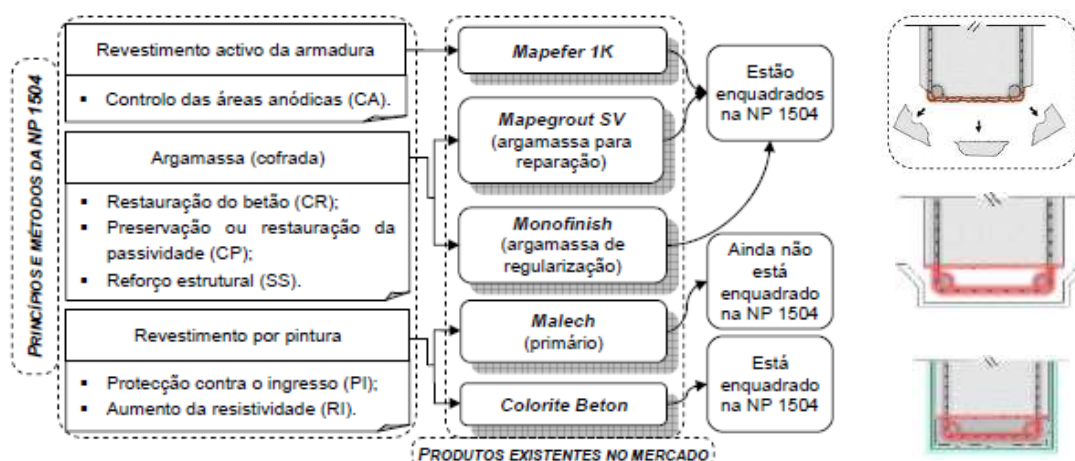 PRINCÍPIOS E MÉTODOS DA NP 1504
Revestimento activo da armadura
▪ Controlo das áreas anódicas (CA).
Argamassa (cofrada)
▪ Restauração do betão (CR);
▪ Preservação ou restauração da
passividade (CP);
▪ Reforço estrutural (SS).
Revestimento por pintura
▪ Protecção contra o ingresso (PI);
▪ Aumento da resistividade (RI).
Mapefer 1K
Mapegrout SV
(argamassa para
reparação)
Monofinish
(argamassa de
regularização)
Malech
(primário)
Colorite Beton
PRODUTOS EXISTENTES NO MERCADO
Estão
enquadrados
na NP 1504
Ainda não
está
enquadrado
na NP 1504
Está
enquadrado
na NP 1504